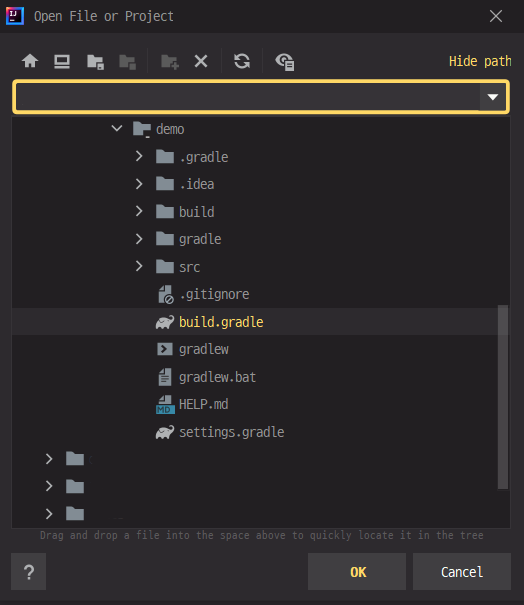 Open File or Project
Hide path
demo
.gradle
.idea
build
gradle
src
.gitignore
build.gradle
gradlew
gradlew.bat
HELP.md
settings.gradle
Drag and drop a file into the space above to quickly locate it in the tree
? OK Cancel